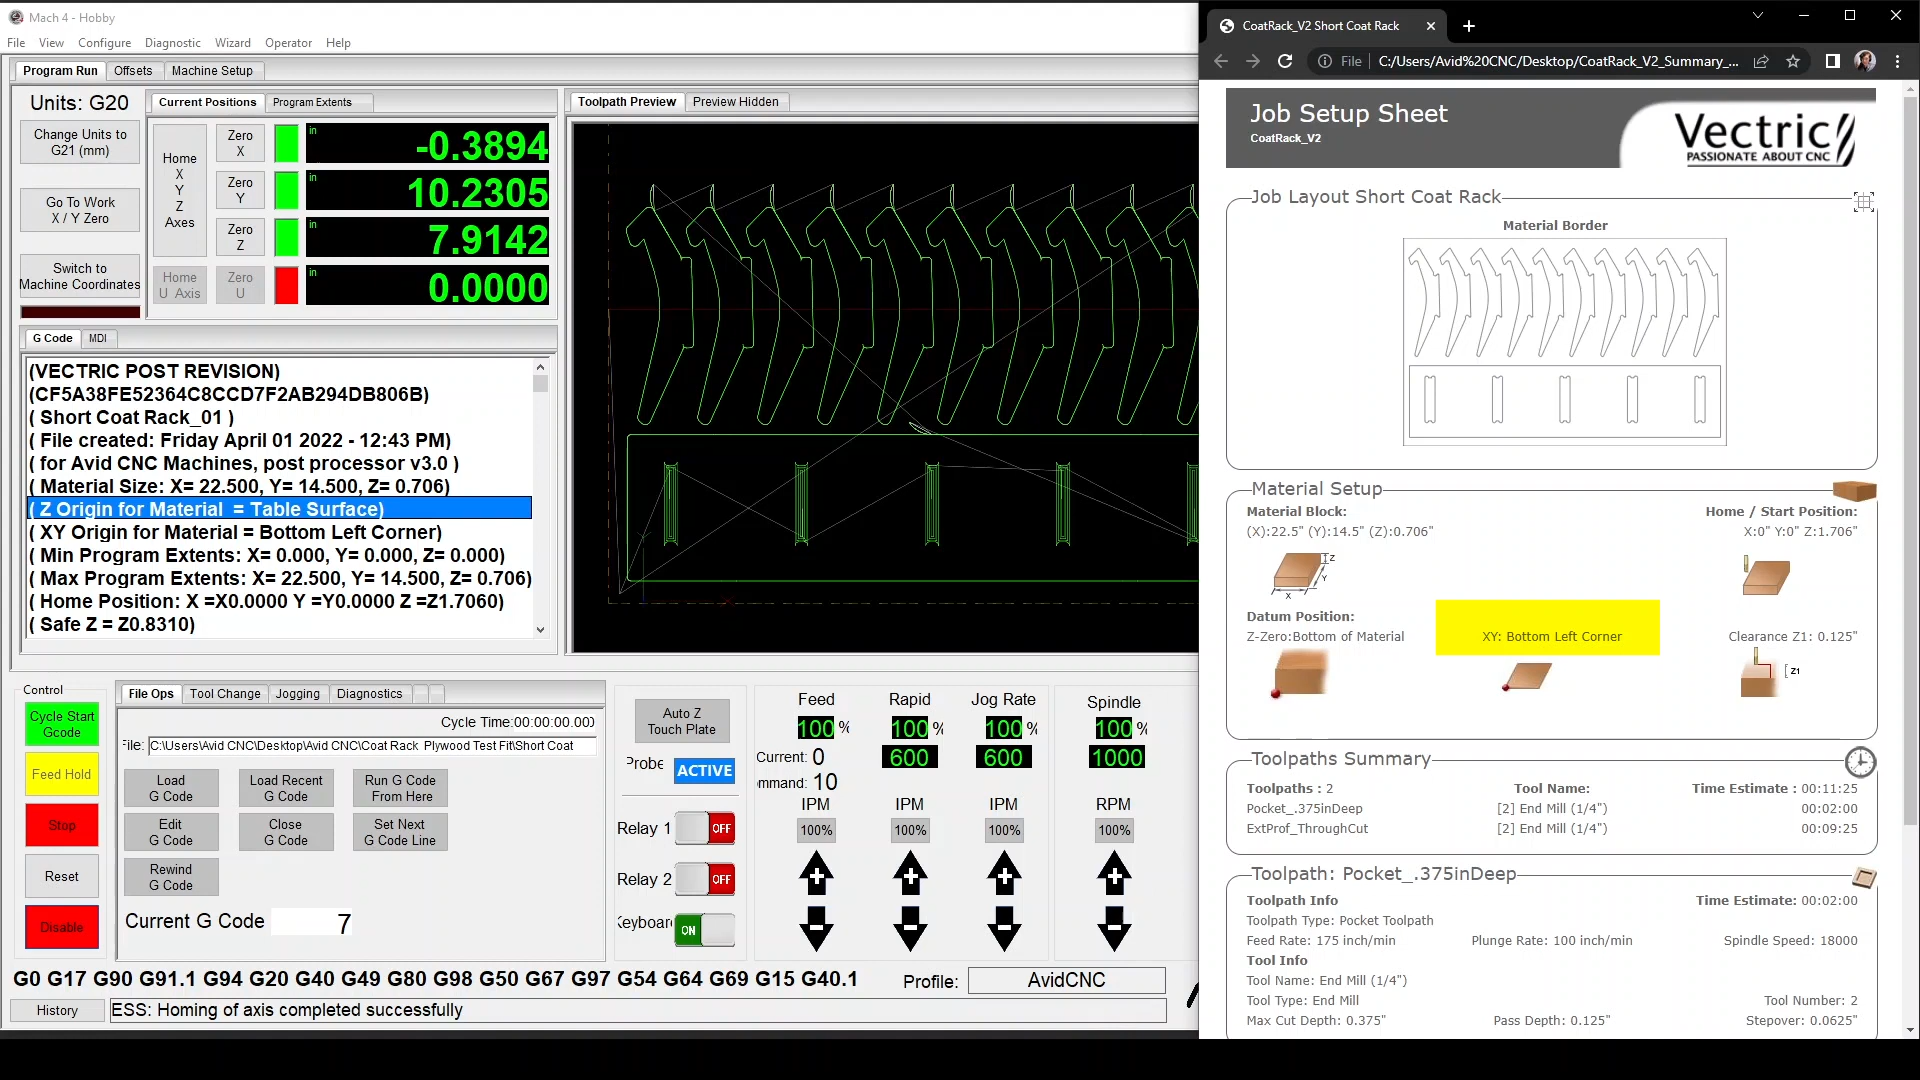 Mach 4 - Hobby
File View Configure Diagnostic Wizard Operator Help
Program Run Offsets Machine Setup
Units: G20
Change Units to
G21 (mm)
Go To Work
X / Y Zero
Switch to
Machine Coordinates
Current Positions Program Extents
Home
X
Y
Z
Axes
Zero
X
in
-0.3894
Zero
Y
in
10.2305
Zero
Z
7.9142
Home
U Axis
Zero
U
in
0.0000
G Code MDI
(VECTRIC POST REVISION)
(CF5A38FE52364C8CCD7F2AB294DB806B)
( Short Coat Rack_01 )
( File created: Friday April 01 2022 - 12:43 PM)
( for Avid CNC Machines, post processor v3.0 )
( Material Size: X= 22.500, Y= 14.500, Z= 0.706)
( Z Origin for Material  = Table Surface)
( XY Origin for Material = Bottom Left Corner)
( Min Program Extents: X= 0.000, Y= 0.000, Z= 0.000)
( Max Program Extents: X= 22.500, Y= 14.500, Z= 0.706)
( Home Position: X =X0.0000 Y =Y0.0000 Z =Z1.7060)
( Safe Z = Z0.8310)
Toolpath Preview Preview Hidden
Control
Cycle Start
Gcode
Feed Hold
Stop
Reset
Disable
File Ops Tool Change Jogging Diagnostics
Cycle Time:00:00:00.00)
File: C:\Users\Avid CNC\Desktop\Avid CNC\Coat Rack  Plywood Test Fit\Short Coat
Load
G Code
Load Recent
G Code
Run G Code
From Here
Edit
G Code
Close
G Code
Set Next
G Code Line
Rewind
G Code
Current G Code 7
Auto Z
Touch Plate
Probe ACTIVE
Relay 1 OFF
Relay 2 OFF
Keyboar ON
Feed
100 %
Current: 0
mmand: 10
IPM
100%
Rapid
100 %
600
IPM
100%
Jog Rate
100 %
600
IPM
100%
Spindle
100 %
1000
RPM
100%
G0 G17 G90 G91.1 G94 G20 G40 G49 G80 G98 G50 G67 G97 G54 G64 G69 G15 G40.1
Profile: AvidCNC
History ESS: Homing of axis completed successfully
CoatRack_V2 Short Coat Rack
File C:/Users/Avid%20CNC/Desktop/CoatRack_V2_Summary_...
Job Setup Sheet
CoatRack_V2
Vectric
PASSIONATE ABOUT CNC
Job Layout Short Coat Rack
Material Border
Material Setup
Material Block:
(X):22.5" (Y):14.5" (Z):0.706"
Home / Start Position:
X:0" Y:0" Z:1.706"
Z
Y
X
Datum Position:
Z-Zero:Bottom of Material
XY: Bottom Left Corner
Clearance Z1: 0.125"
Z1
Toolpaths Summary
Toolpaths : 2 Tool Name: Time Estimate : 00:11:25
Pocket_.375inDeep [2] End Mill (1/4") 00:02:00
ExtProf_ThroughCut [2] End Mill (1/4") 00:09:25
Toolpath: Pocket_.375inDeep
Toolpath Info Time Estimate: 00:02:00
Toolpath Type: Pocket Toolpath
Feed Rate: 175 inch/min Plunge Rate: 100 inch/min Spindle Speed: 18000
Tool Info
Tool Name: End Mill (1/4")
Tool Type: End Mill Tool Number: 2
Max Cut Depth: 0.375" Pass Depth: 0.125" Stepover: 0.0625"